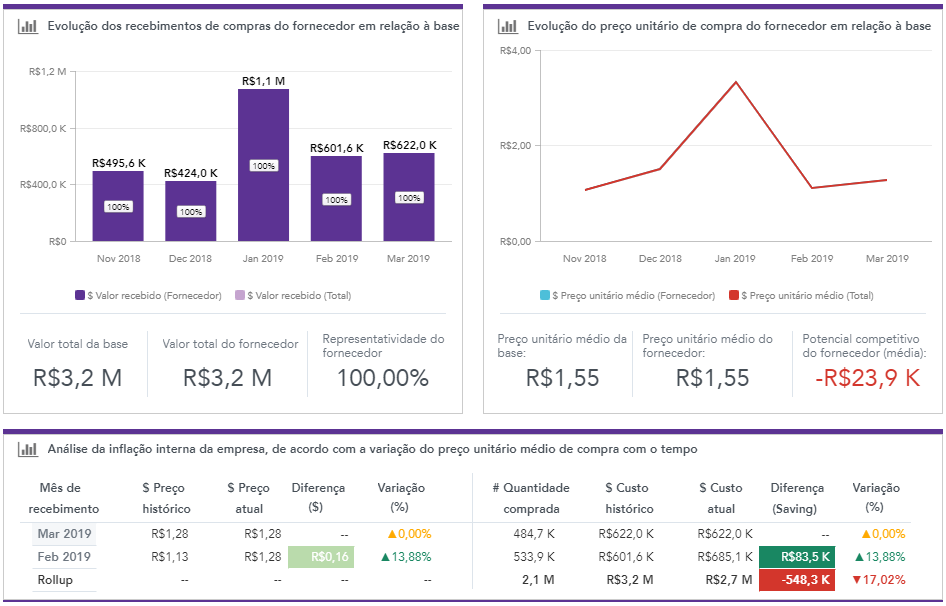 Evolução dos recebimentos de compras do fornecedor em relação à base
R$1,2 M
R$800,0 K
R$400,0 K
R$0
R$495,6 K
R$424,0 K
R$1,1 M
R$601,6 K
R$622,0 K
100%
100%
100%
100%
100%
Nov 2018
Dec 2018
Jan 2019
Feb 2019
Mar 2019
$ Valor recebido (Fornecedor)
$ Valor recebido (Total)
Valor total da base
R$3,2 M
Valor total do fornecedor
R$3,2 M
Representatividade do
fornecedor
100,00%
Evolução do preço unitário de compra do fornecedor em relação à base
R$4,00
R$2,00
R$0,00
Nov 2018
Dec 2018
Jan 2019
Feb 2019
Mar 2019
$ Preço unitário médio (Fornecedor)
$ Preço unitário médio (Total)
Preço unitário médio da
base:
R$1,55
Preço unitário médio do
fornecedor:
R$1,55
Potencial competitivo
do fornecedor (média):
-R$23,9 K
Análise da inflação interna da empresa, de acordo com a variação do preço unitário médio de compra com o tempo
Mês de $ Preço $ Preço Diferença Variação # Quantidade $ Custo $ Custo Diferença Variação
recebimento histórico atual ($) (%) comprada histórico atual (Saving) (%)
Mar 2019 R$1,28 R$1,28 -- ▲0,00% 484,7 K R$622,0 K R$622,0 K -- ▲0,00%
Feb 2019 R$1,13 R$1,28 R$0,16 ▲13,88% 533,9 K R$601,6 K R$685,1 K R$83,5 K ▲13,88%
Rollup -- -- -- -- 2,1 M R$3,2 M R$2,7 M -548,3 K ▼17,02%